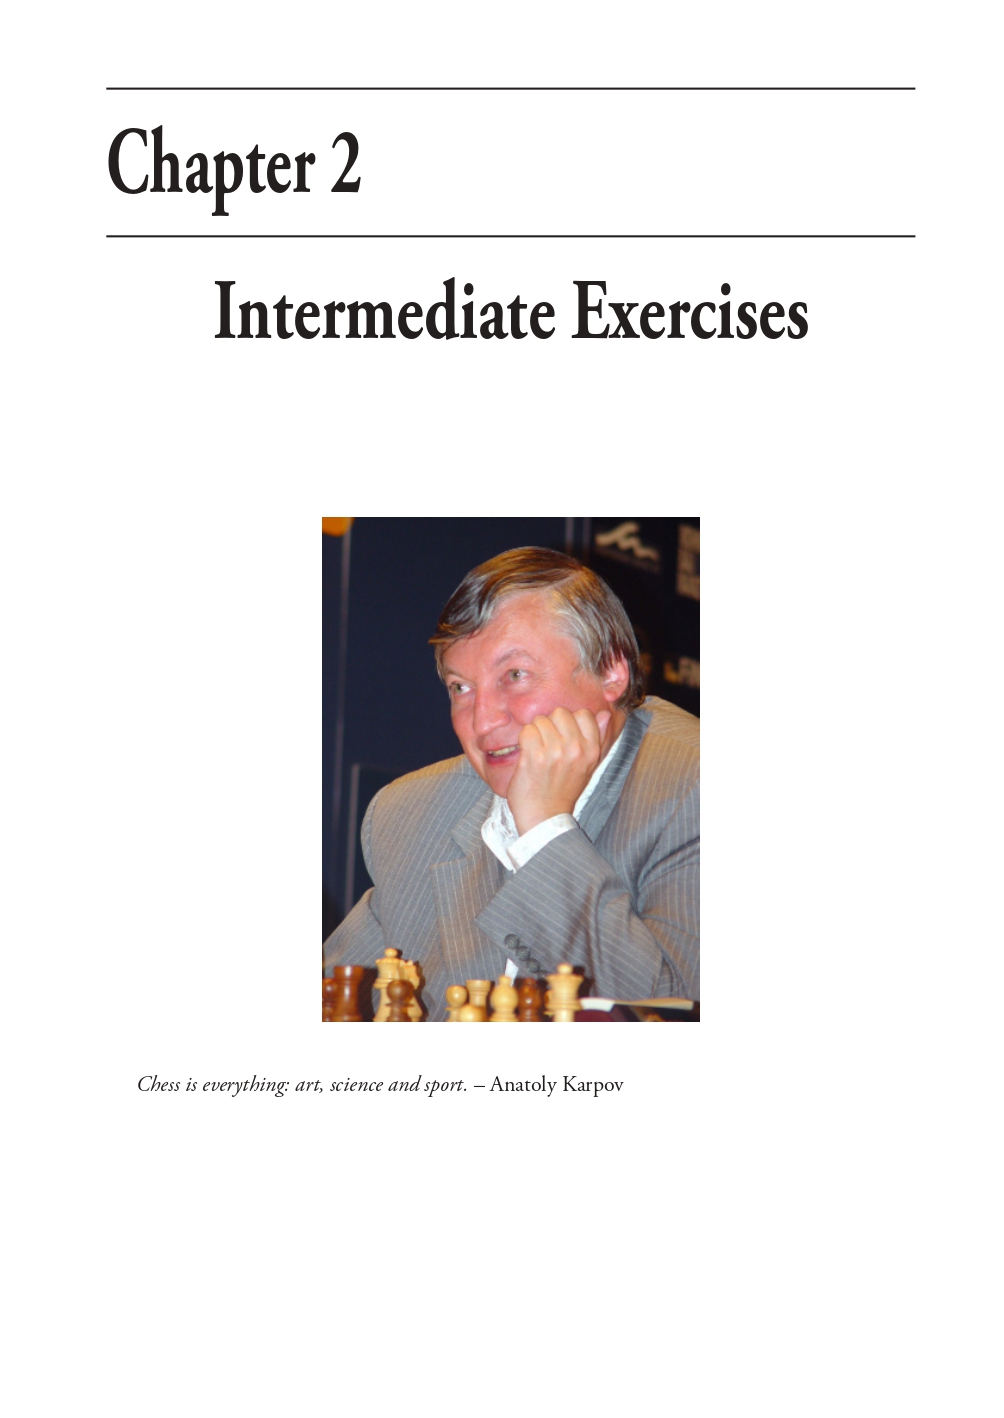 Chapter 2
Intermediate Exercises
Chess is everything: art, science and sport. – Anatoly Karpov